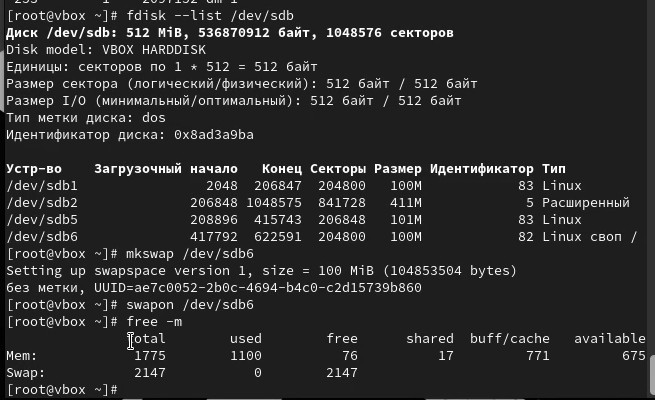 [root@vbox ~]# fdisk --list /dev/sdb
Диск /dev/sdb: 512 MiB, 536870912 байт, 1048576 секторов
Disk model: VBOX HARDDISK
Единицы: секторов по 1 * 512 = 512 байт
Размер сектора (логический/физический): 512 байт / 512 байт
Размер I/O (минимальный/оптимальный): 512 байт / 512 байт
Тип метки диска: dos
Идентификатор диска: 0x8ad3a9ba
Устр-во Загрузочный начало Конец Секторы Размер Идентификатор Тип
/dev/sdb1 2048 206847 204800 100M 83 Linux
/dev/sdb2 206848 1048575 841728 411M 5 Расширенный
/dev/sdb5 208896 415743 206848 101M 83 Linux
/dev/sdb6 417792 622591 204800 100M 82 Linux своп /
[root@vbox ~]# mkswap /dev/sdb6
Setting up swapspace version 1, size = 100 MiB (104853504 bytes)
без метки, UUID=ae7c0052-2b0c-4694-b4c0-c2d15739b860
[root@vbox ~]# swapon /dev/sdb6
[root@vbox ~]# free -m
total used free shared buff/cache available
Mem: 1775 1100 76 17 771 675
Swap: 2147 0 2147
[root@vbox ~]#